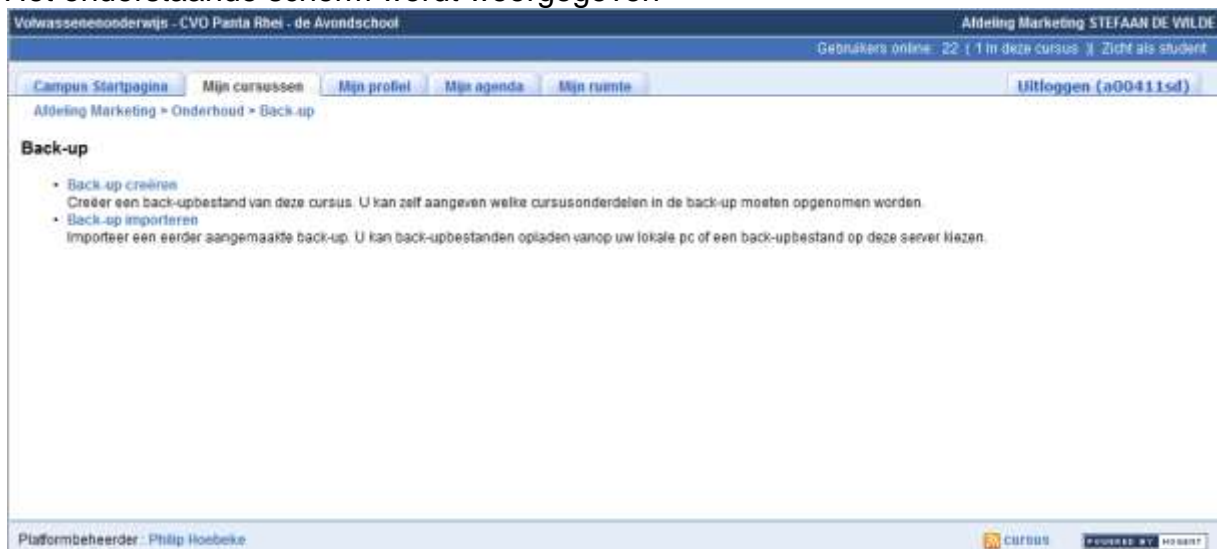 Het onderstaande scherm wordt weergegeven
Volwassenenonderwijs - CVO Panta Rhei - de Avondschool
Afdeling Marketing STEFAAN DE WILDE
Gebruikers online: 22 ( 1 in deze cursus )| Zicht als student
Campus Startpagina
Mijn cursussen
Mijn profiel
Mijn agenda
Mijn ruimte
Uitloggen (a00411sd)
Afdeling Marketing > Onderhoud > Back-up
Back-up
• Back-up creëren
Creëer een back-upbestand van deze cursus. U kan zelf aangeven welke cursusonderdelen in de back-up moeten opgenomen worden.
• Back-up importeren
Importeer een eerder aangemaakte back-up. U kan back-upbestanden opladen vanop uw lokale pc of een back-upbestand op deze server kiezen.
Platformbeheerder : Philip Hoebeke
cursus
POWERED BY HOGENT